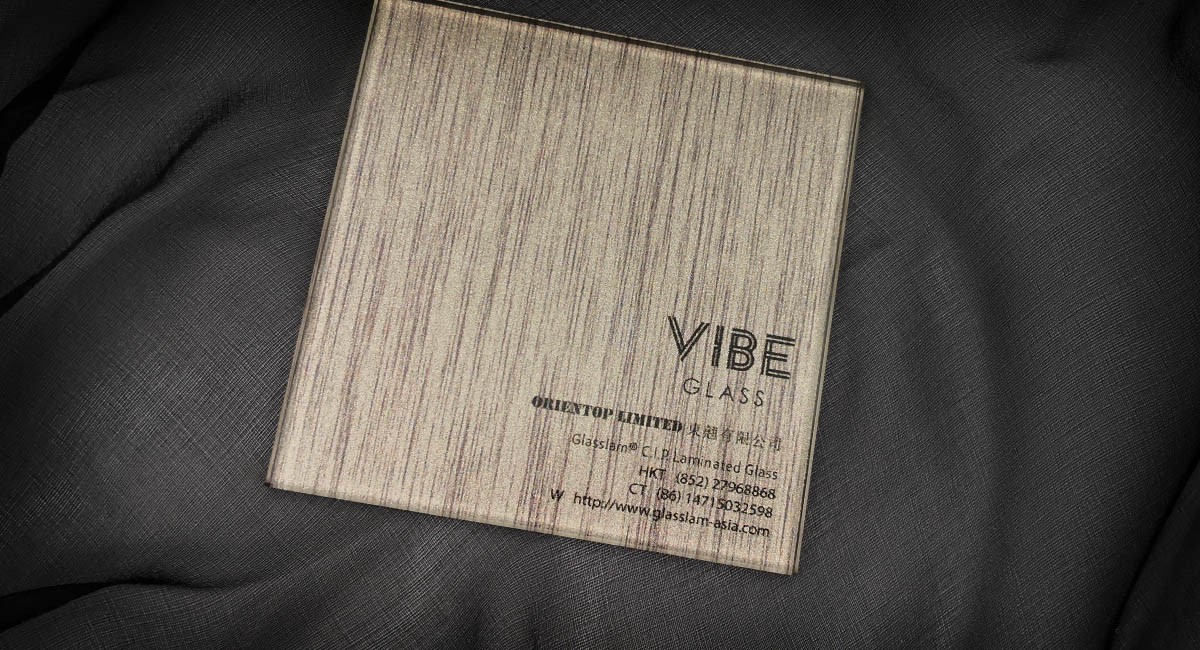 VIBE
GLASS
ORIENTOP LIMITED 東翹有限公司
Glasslam® C.I.P. Laminated Glass
HKT (852) 27968868
CT (86) 14715032598
W http://www.glasslam-asia.com